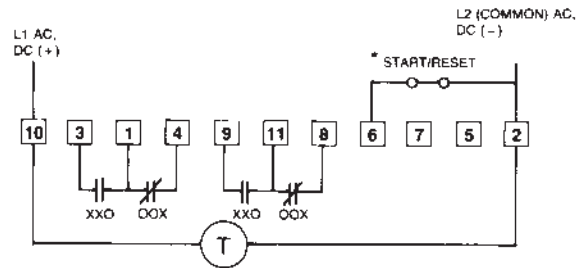 L1 AC,
DC (+)
L2 (COMMON) AC,
DC (−)
* START/RESET
10 3 1 4 9 11 8 6 7 5 2
XXO OOX XXO OOX
T